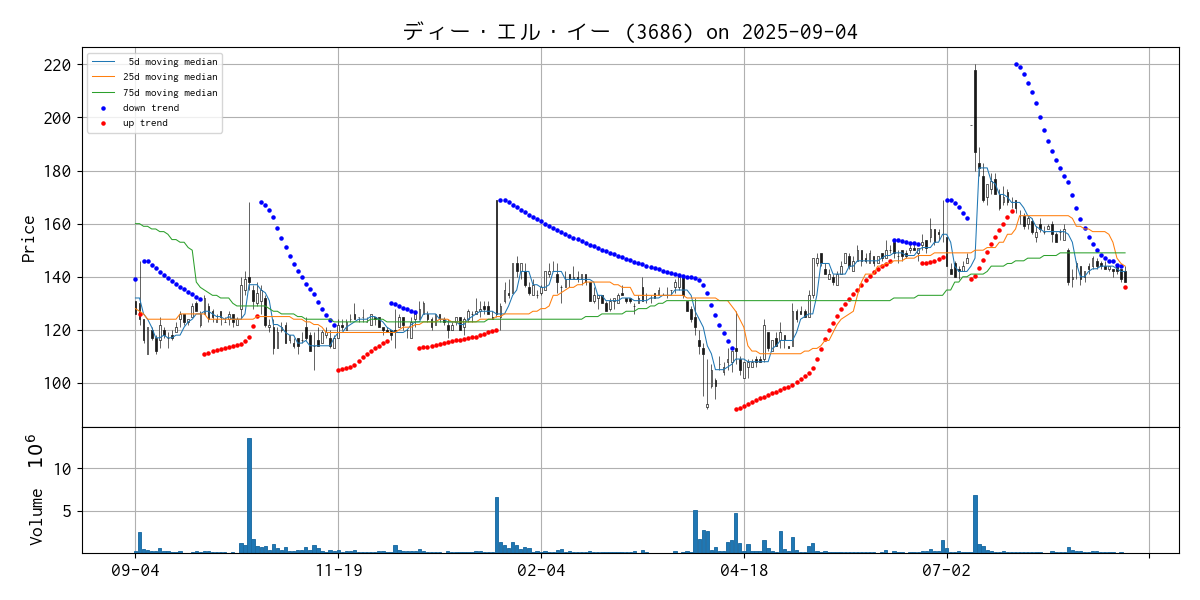 ディー・エル・イー (3686) on 2025-09-04
5d moving median
25d moving median
75d moving median
down trend
up trend
Price
220
200
180
160
140
120
100
Volume 10^6
10
5
09-04 11-19 02-04 04-18 07-02